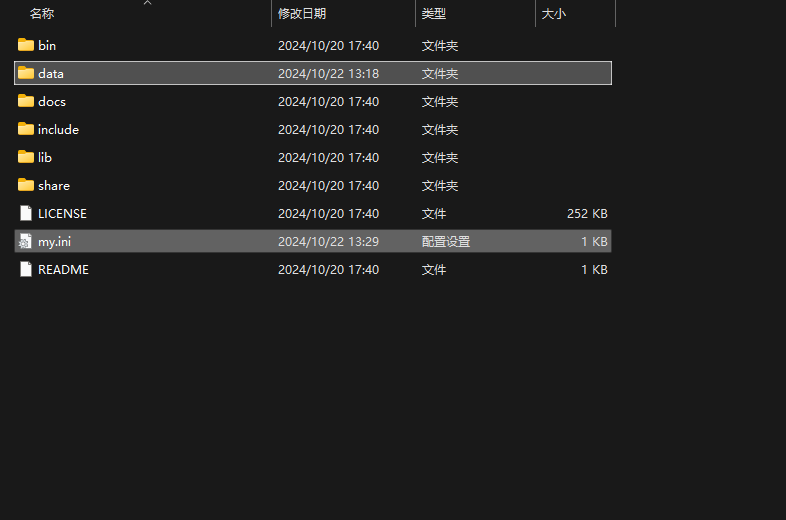 名称 修改日期 类型 大小
bin 2024/10/20 17:40 文件夹
data 2024/10/22 13:18 文件夹
docs 2024/10/20 17:40 文件夹
include 2024/10/20 17:40 文件夹
lib 2024/10/20 17:40 文件夹
share 2024/10/20 17:40 文件夹
LICENSE 2024/10/20 17:40 文件 252 KB
my.ini 2024/10/22 13:29 配置设置 1 KB
README 2024/10/20 17:40 文件 1 KB